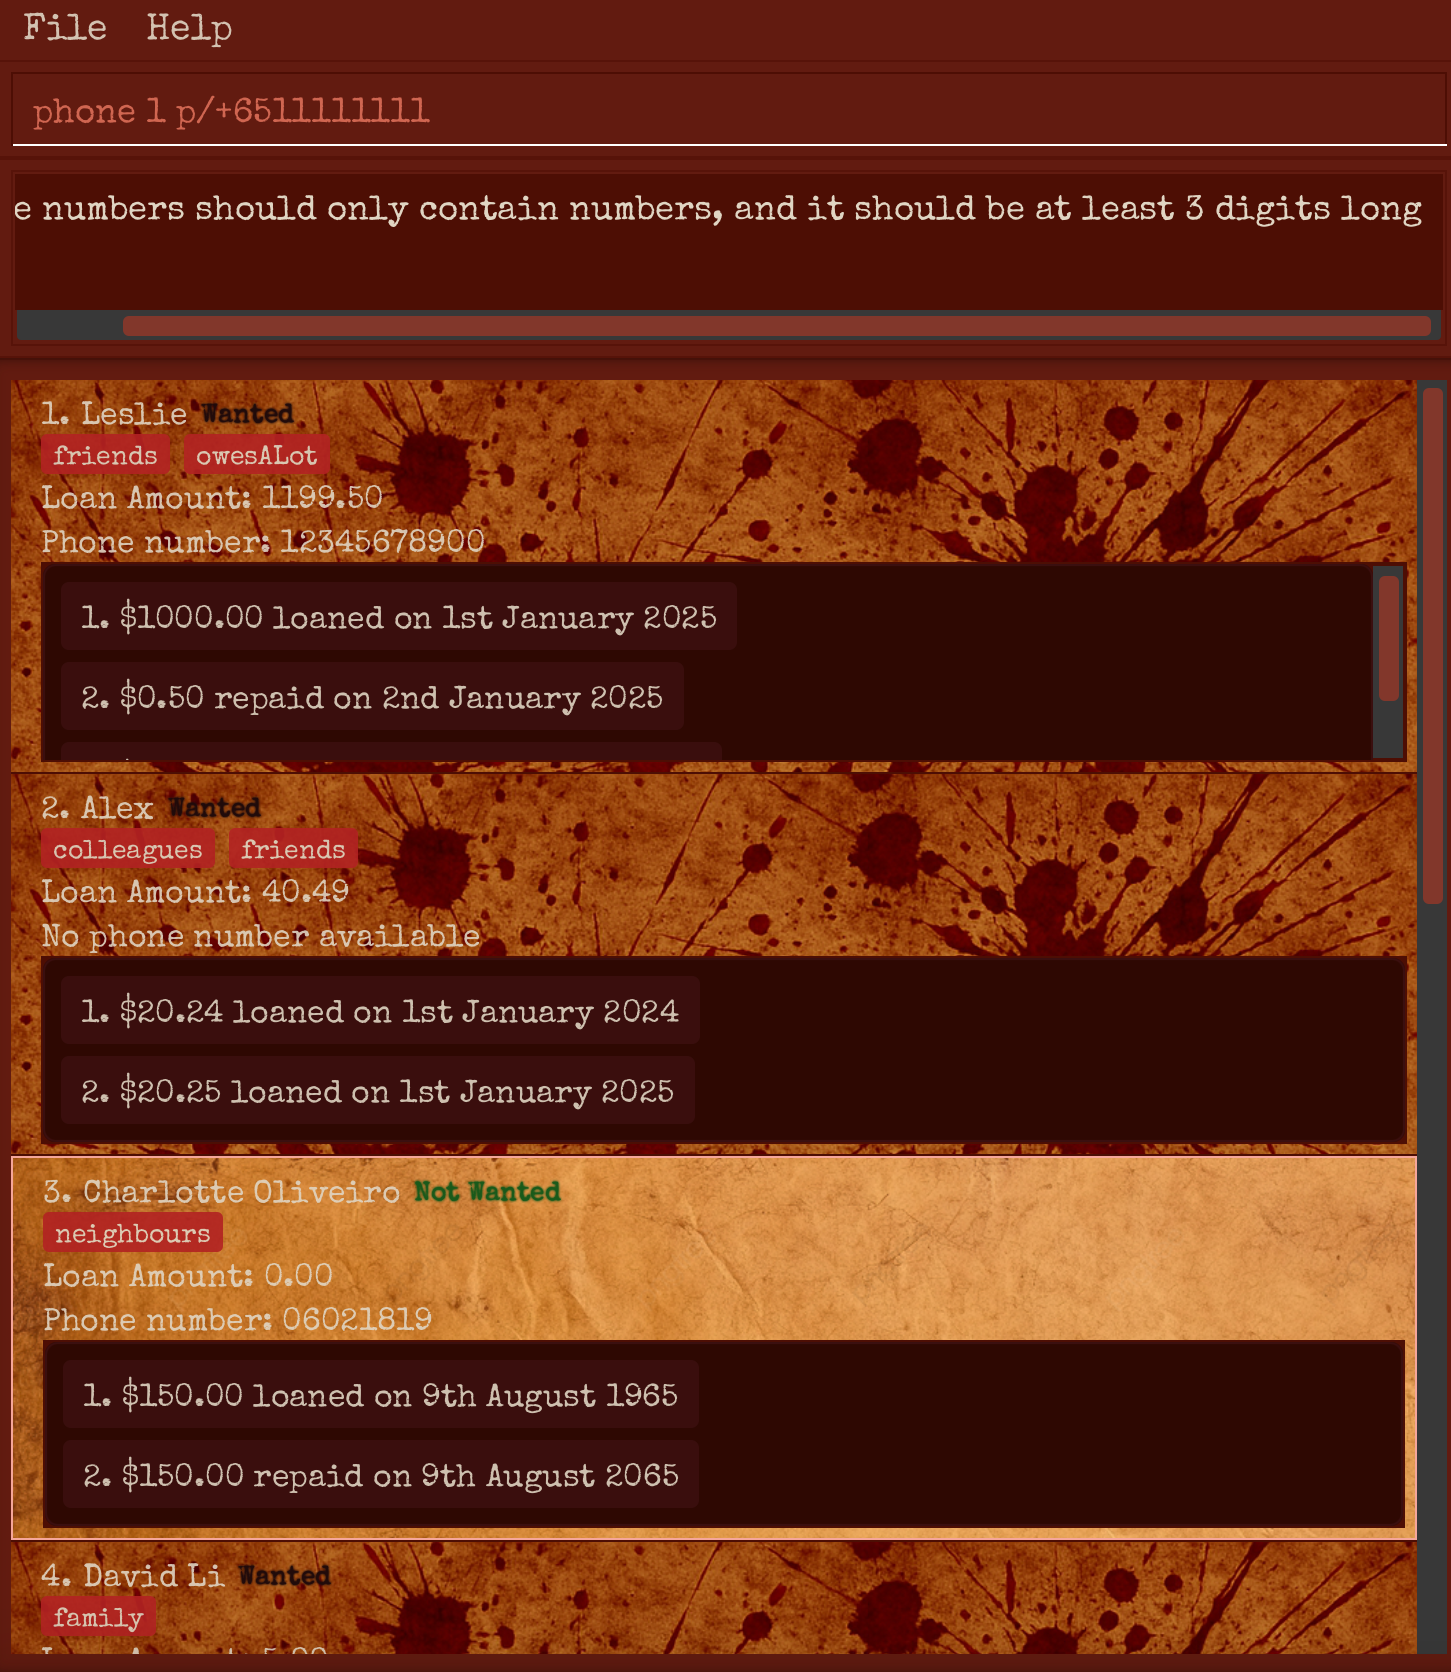 File Help
phone 1 p/+6511111111
e numbers should only contain numbers, and it should be at least 3 digits long
1. Leslie Wanted
friends owesALot
Loan Amount: 1199.50
Phone number: 12345678900
1. $1000.00 loaned on 1st January 2025
2. $0.50 repaid on 2nd January 2025
2. Alex Wanted
colleagues friends
Loan Amount: 40.49
No phone number available
1. $20.24 loaned on 1st January 2024
2. $20.25 loaned on 1st January 2025
3. Charlotte Oliveiro Not Wanted
neighbours
Loan Amount: 0.00
Phone number: 06021819
1. $150.00 loaned on 9th August 1965
2. $150.00 repaid on 9th August 2065
4. David Li Wanted
family